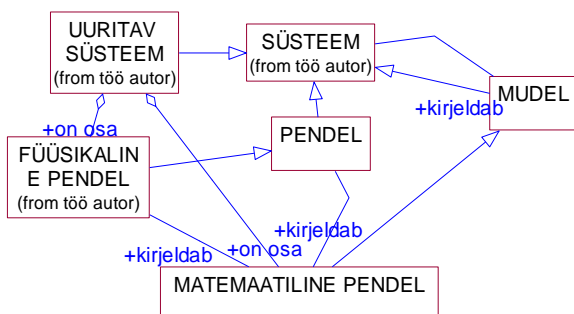 UURITAV
SÜSTEEM
(from töö autor)
SÜSTEEM
(from töö autor)
MUDEL
+kirjeldab
+on osa
PENDEL
FÜÜSIKALIN
E PENDEL
(from töö autor)
+kirjeldab
+on osa
+kirjeldab
MATEMAATILINE PENDEL